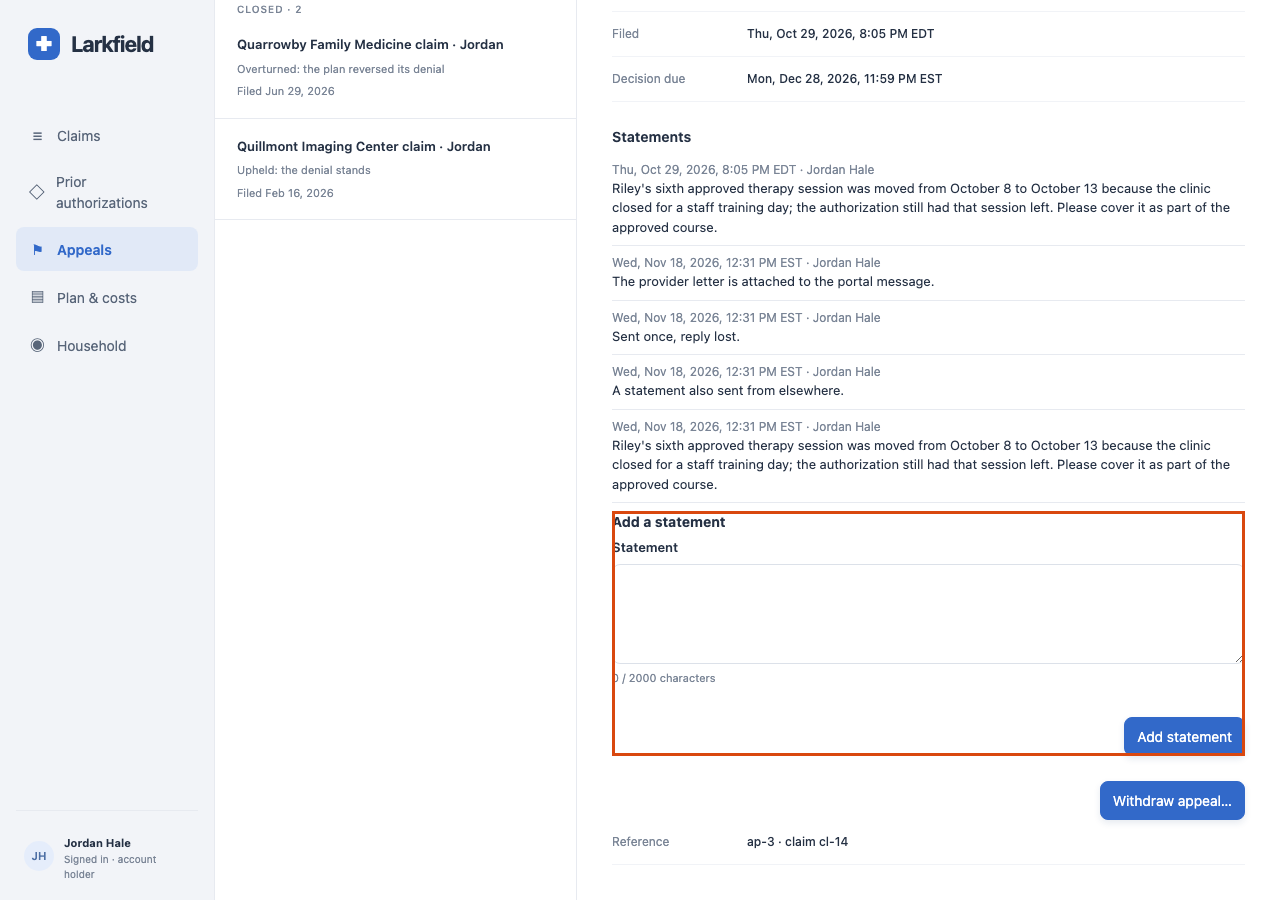 Larkfield
Claims
Prior
authorizations
Appeals
Plan & costs
Household
JH
Jordan Hale
Signed in · account
holder
CLOSED · 2
Quarrowby Family Medicine claim · Jordan
Overturned: the plan reversed its denial
Filed Jun 29, 2026
Quillmont Imaging Center claim · Jordan
Upheld: the denial stands
Filed Feb 16, 2026
Filed Thu, Oct 29, 2026, 8:05 PM EDT
Decision due Mon, Dec 28, 2026, 11:59 PM EST
Statements
Thu, Oct 29, 2026, 8:05 PM EDT · Jordan Hale
Riley's sixth approved therapy session was moved from October 8 to October 13 because the clinic
closed for a staff training day; the authorization still had that session left. Please cover it as part of the
approved course.
Wed, Nov 18, 2026, 12:31 PM EST · Jordan Hale
The provider letter is attached to the portal message.
Wed, Nov 18, 2026, 12:31 PM EST · Jordan Hale
Sent once, reply lost.
Wed, Nov 18, 2026, 12:31 PM EST · Jordan Hale
A statement also sent from elsewhere.
Wed, Nov 18, 2026, 12:31 PM EST · Jordan Hale
Riley's sixth approved therapy session was moved from October 8 to October 13 because the clinic
closed for a staff training day; the authorization still had that session left. Please cover it as part of the
approved course.
Add a statement
Statement
0 / 2000 characters
Add statement
Withdraw appeal…
Reference ap-3 · claim cl-14